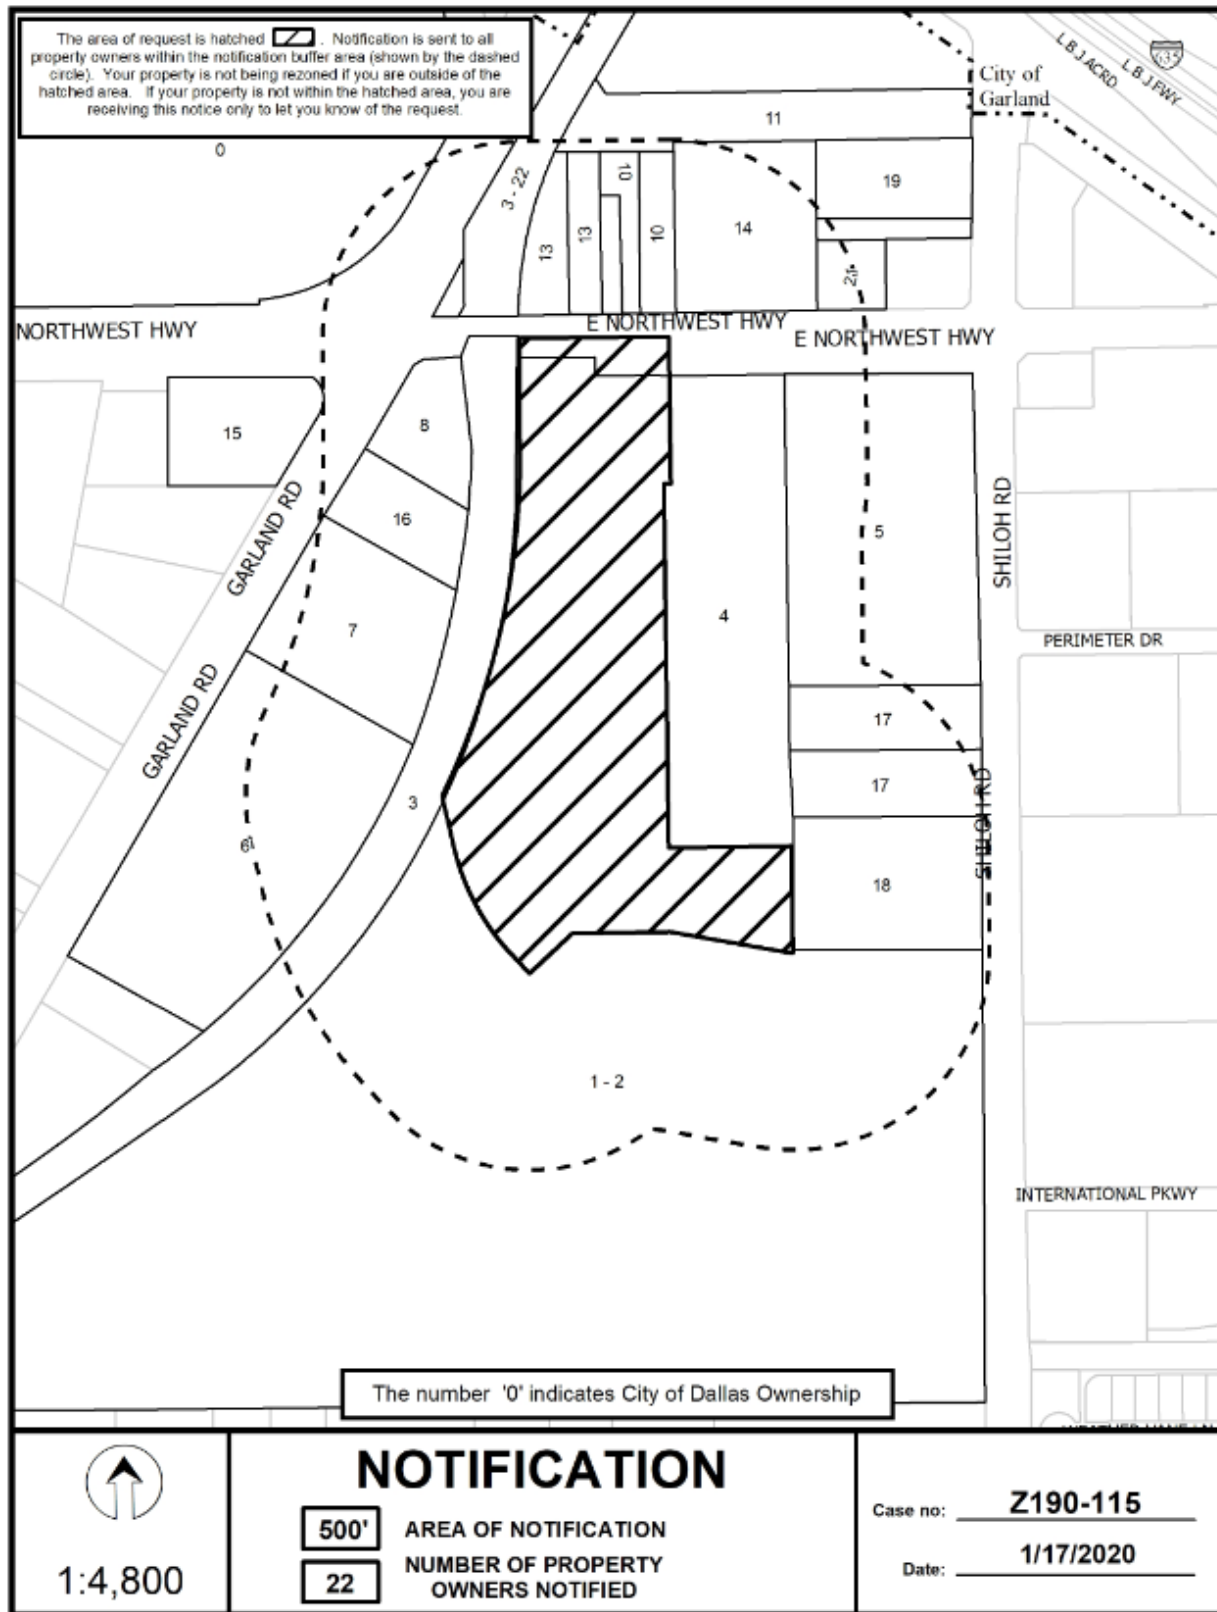 The area of request is hatched . Notification is sent to all
property owners within the notification buffer area (shown by the dashed
circle). Your property is not being rezoned if you are outside of the
hatched area. If your property is not within the hatched area, you are
receiving this notice only to let you know of the request.
L B J ACRD
L B J FWY
635
City of
Garland
0
11
3 - 22
10
19
13
13
10
14
21
NORTHWEST HWY
E NORTHWEST HWY
E NORTHWEST HWY
8
15
16
GARLAND RD
5
SHILOH RD
7
4
PERIMETER DR
GARLAND RD
17
17
3
SHILOH RD
18
1 - 2
INTERNATIONAL PKWY
The number '0' indicates City of Dallas Ownership
1:4,800
NOTIFICATION
500' AREA OF NOTIFICATION
22 NUMBER OF PROPERTY
OWNERS NOTIFIED
Case no: Z190-115
Date: 1/17/2020